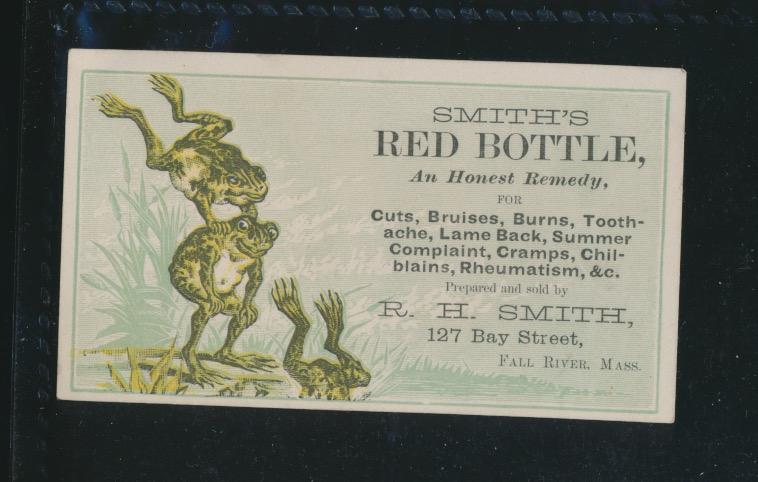 SMITH'S
RED BOTTLE,
An Honest Remedy,
FOR
Cuts, Bruises, Burns, Tooth-
ache, Lame Back, Summer
Complaint, Cramps, Chil-
blains, Rheumatism, &c.
Prepared and sold by
R. H. SMITH,
127 Bay Street,
FALL RIVER, MASS.